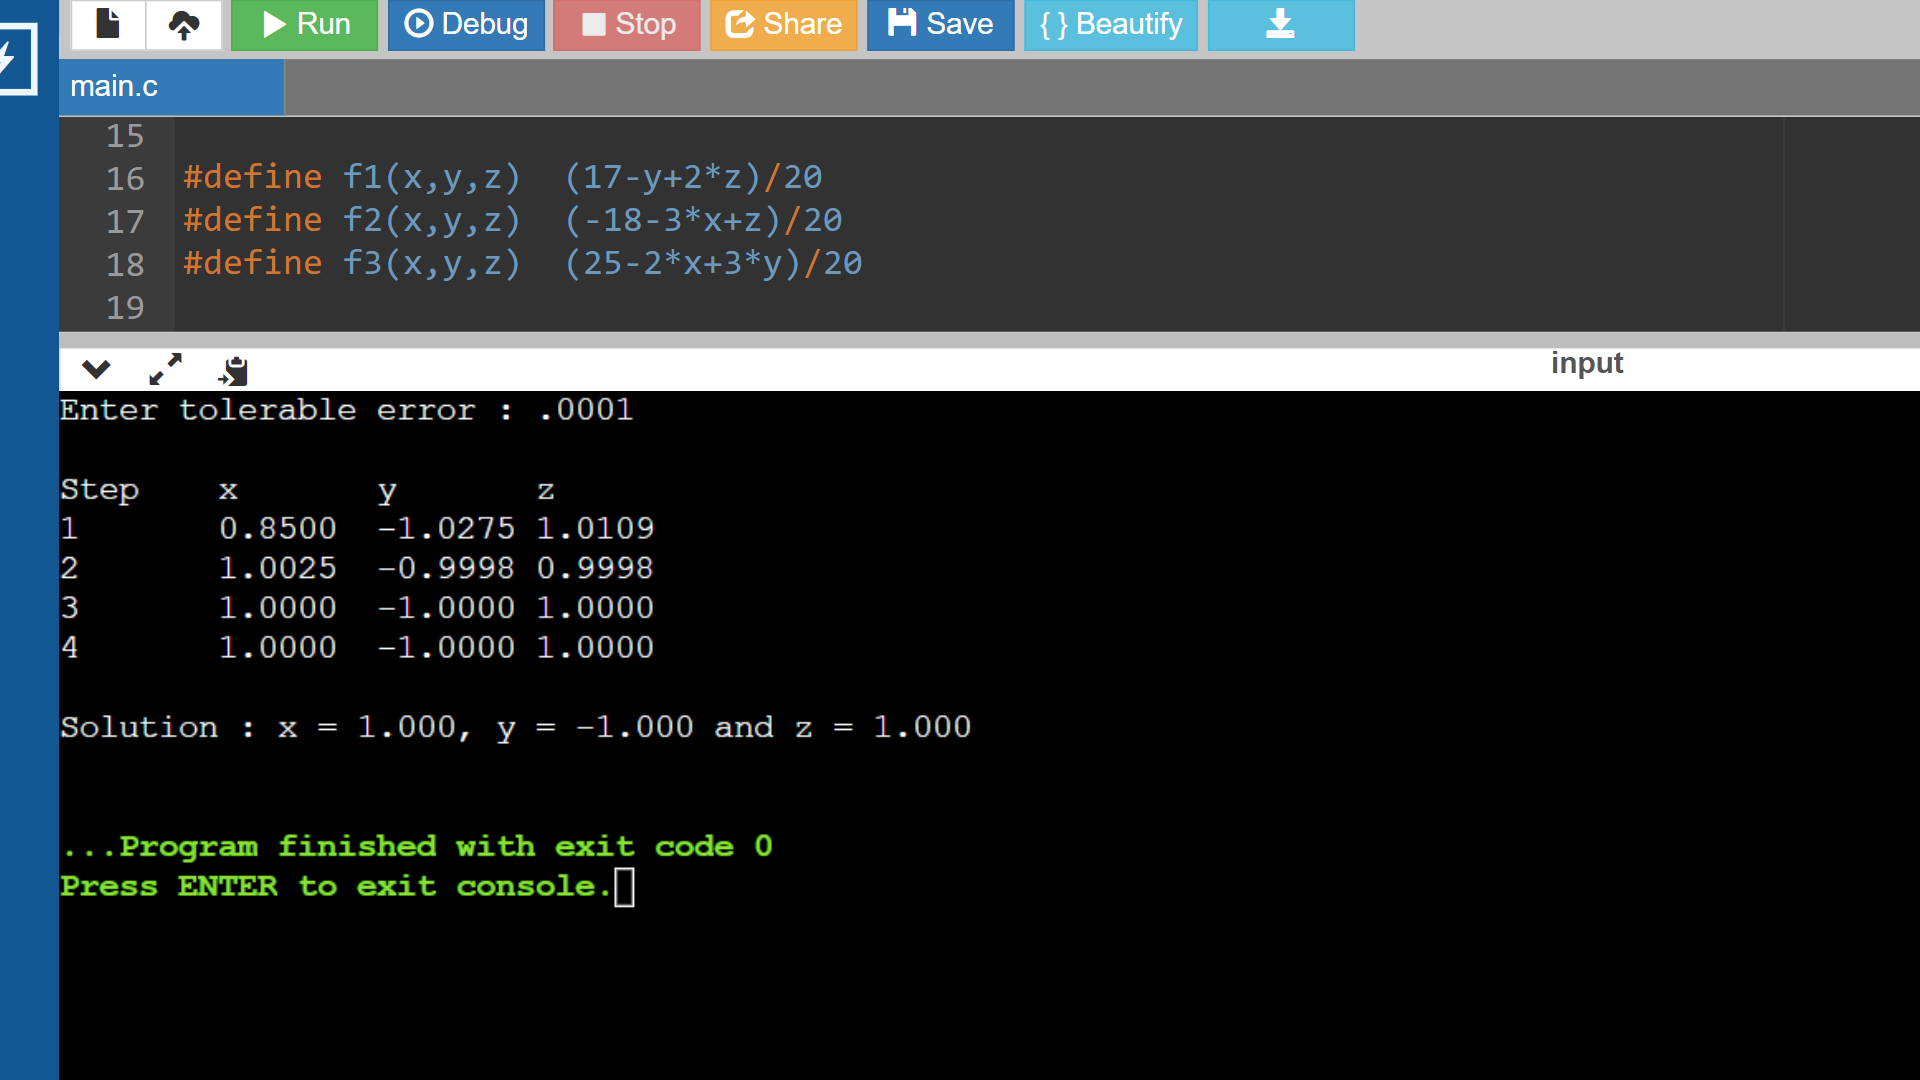 Run Debug Stop Share Save { } Beautify
main.c
15
16 #define f1(x,y,z)  (17-y+2*z)/20
17 #define f2(x,y,z)  (-18-3*x+z)/20
18 #define f3(x,y,z)  (25-2*x+3*y)/20
19
input
Enter tolerable error : .0001
Step x y z
1 0.8500 -1.0275 1.0109
2 1.0025 -0.9998 0.9998
3 1.0000 -1.0000 1.0000
4 1.0000 -1.0000 1.0000
Solution : x = 1.000, y = -1.000 and z = 1.000
...Program finished with exit code 0
Press ENTER to exit console.